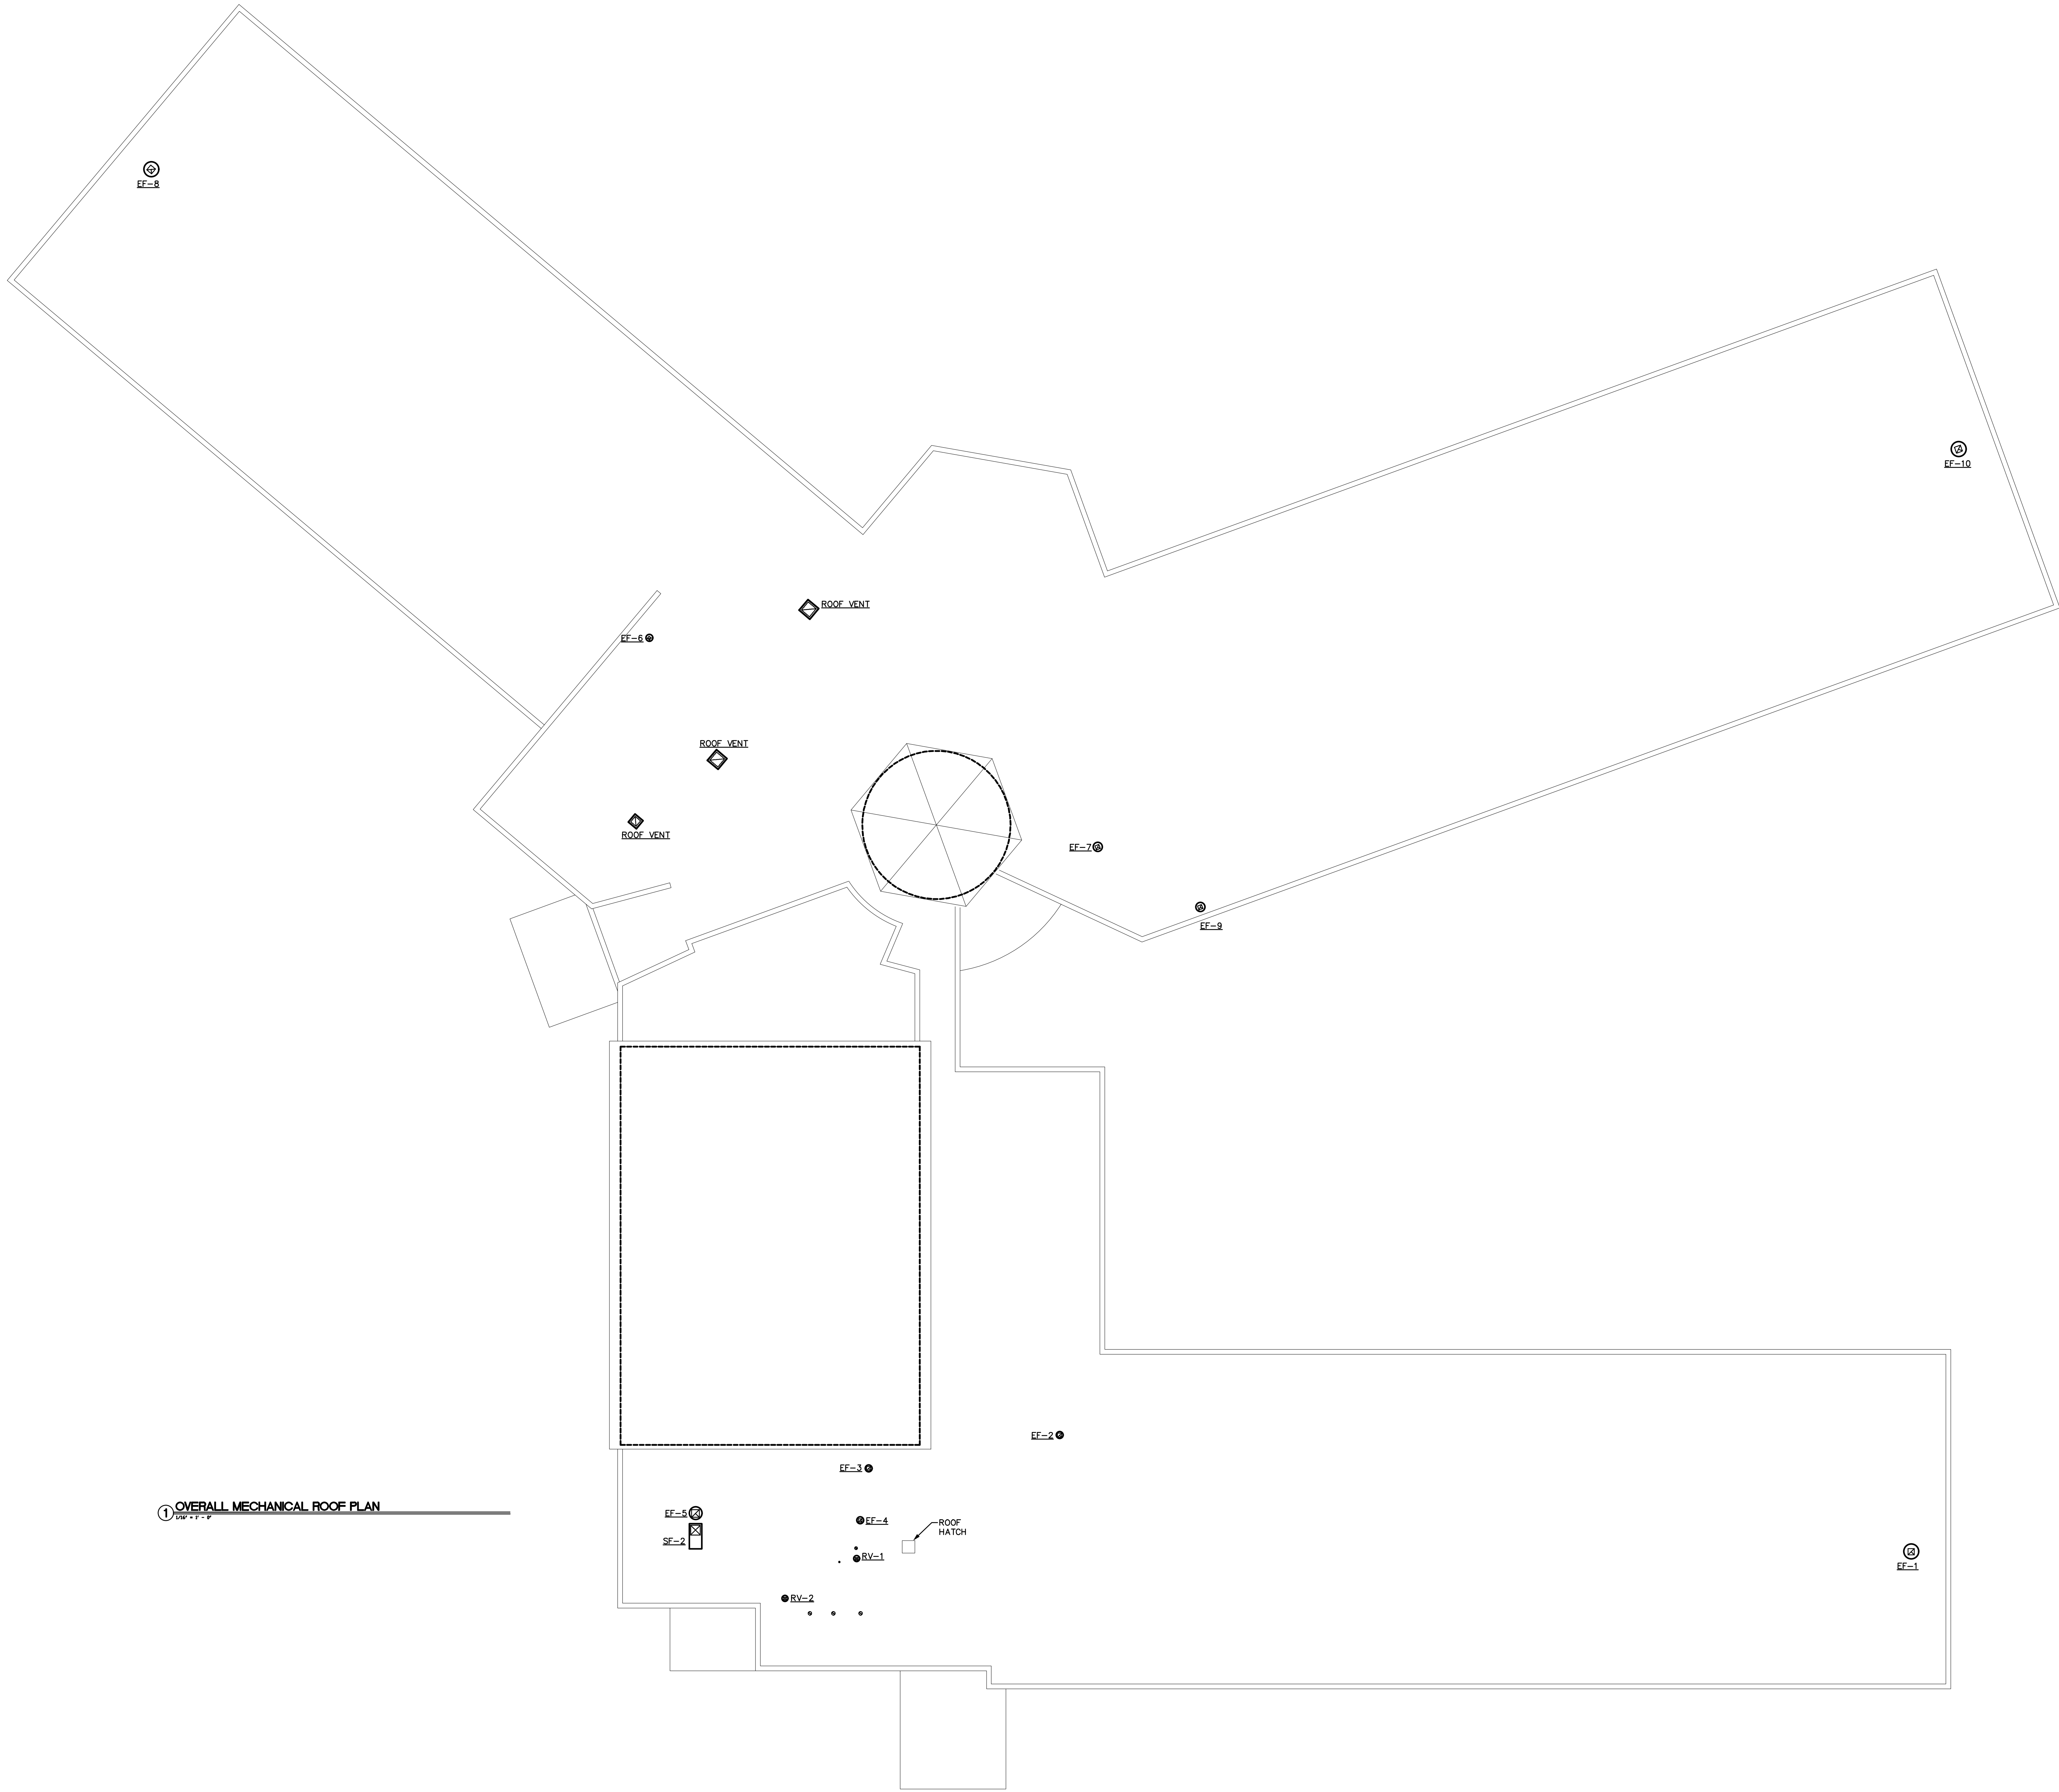 EF-8
EF-10
ROOF VENT
EF-6
ROOF VENT
ROOF VENT
EF-7
EF-9
EF-2
EF-3
EF-5
EF-4
ROOF
HATCH
SF-2
RV-1
EF-1
RV-2
1
OVERALL MECHANICAL ROOF PLAN